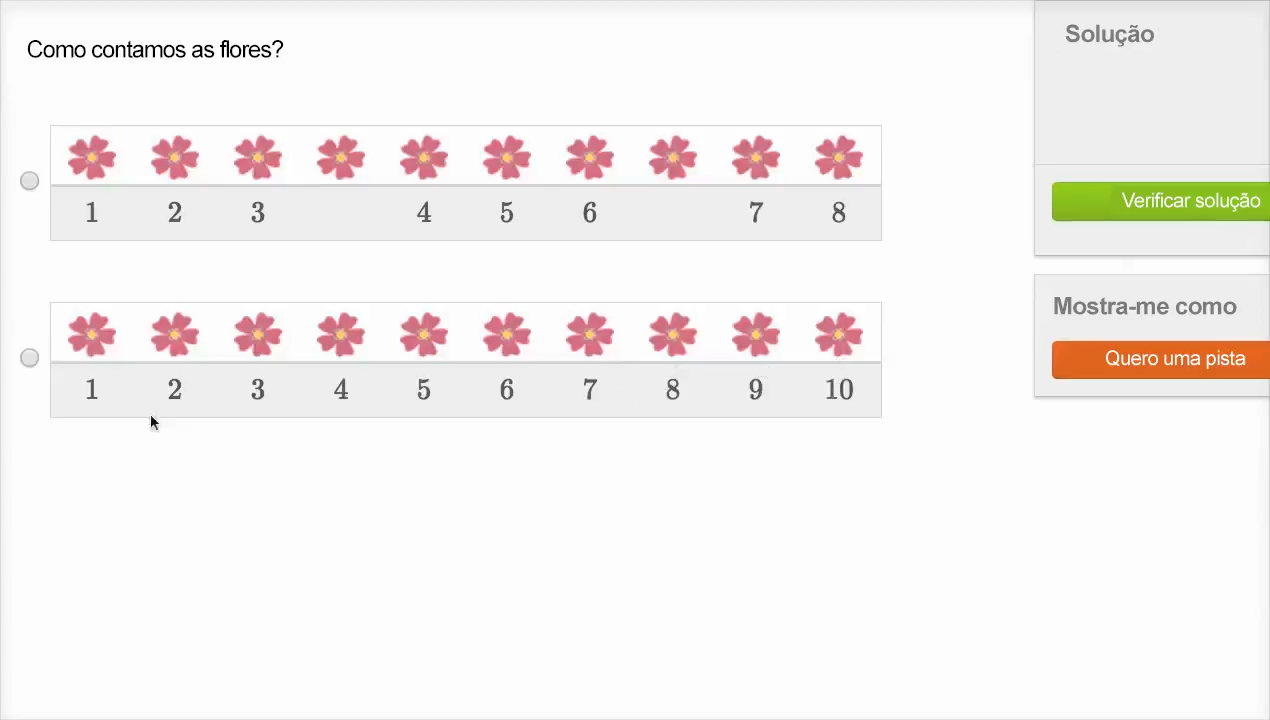 Como contamos as flores?
1 2 3 4 5 6 7 8
1 2 3 4 5 6 7 8 9 10
Solução
Verificar solução
Mostra-me como
Quero uma pista